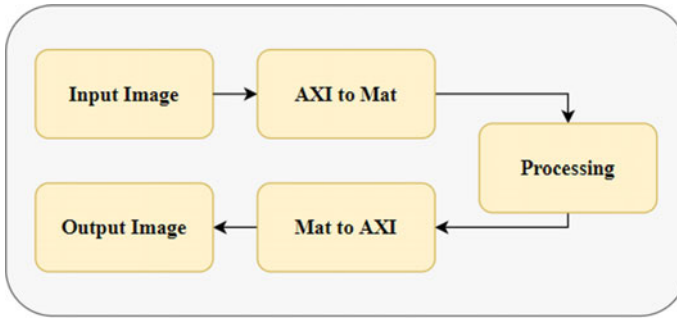 Input Image
AXI to Mat
Processing
Mat to AXI
Output Image